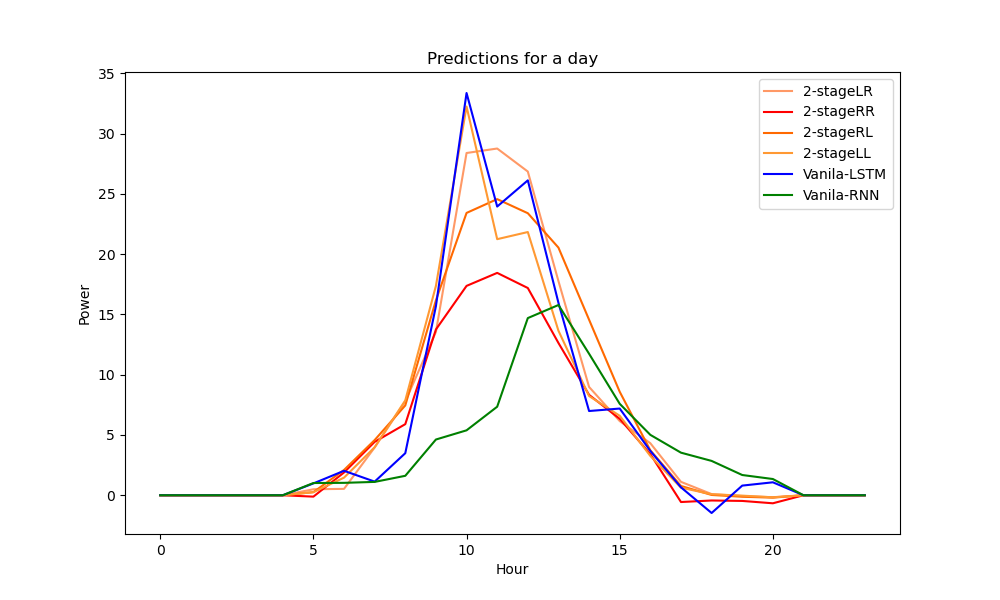 Predictions for a day
35
30
25
20
15
10
5
0
Power
0 5 10 15 20
Hour
2-stageLR
2-stageRR
2-stageRL
2-stageLL
Vanila-LSTM
Vanila-RNN